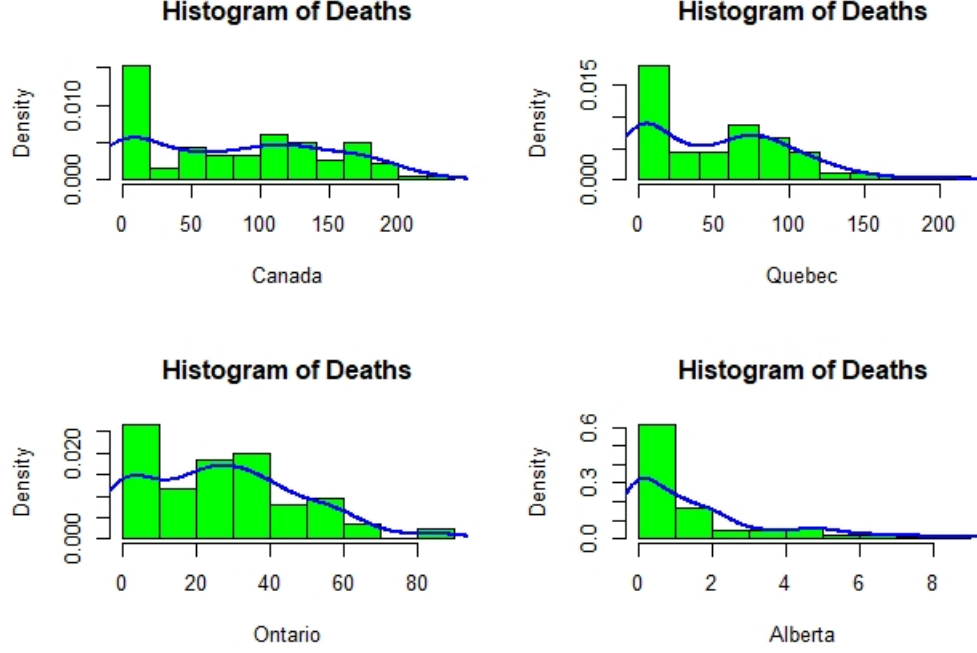 Histogram of Deaths
Density
0.000
0.010
0 50 100 150 200
Canada
Histogram of Deaths
Density
0.000
0.015
0 50 100 150 200
Quebec
Histogram of Deaths
Density
0.000
0.020
0 20 40 60 80
Ontario
Histogram of Deaths
Density
0.0
0.3
0.6
0 2 4 6 8
Alberta